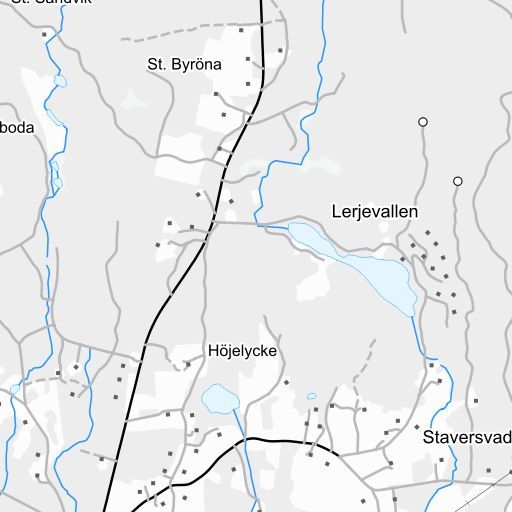 St. Sandvik
St. Byröna
boda
Lerjevallen
Höjelycke
Staversvad